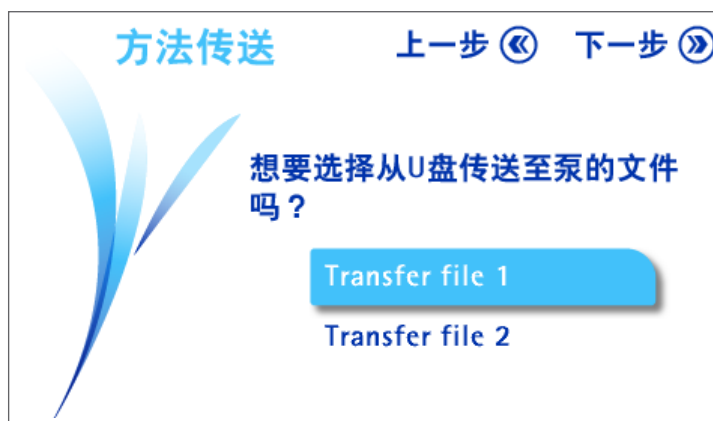 方法传送 上一步 下一步
想要选择从U盘传送至泵的文件
吗？
Transfer file 1
Transfer file 2